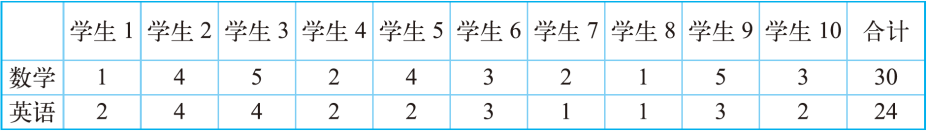 学生 1 学生 2 学生 3 学生 4 学生 5 学生 6 学生 7 学生 8 学生 9 学生 10 合计
数学 1 4 5 2 4 3 2 1 5 3 30
英语 2 4 4 2 2 3 1 1 3 2 24